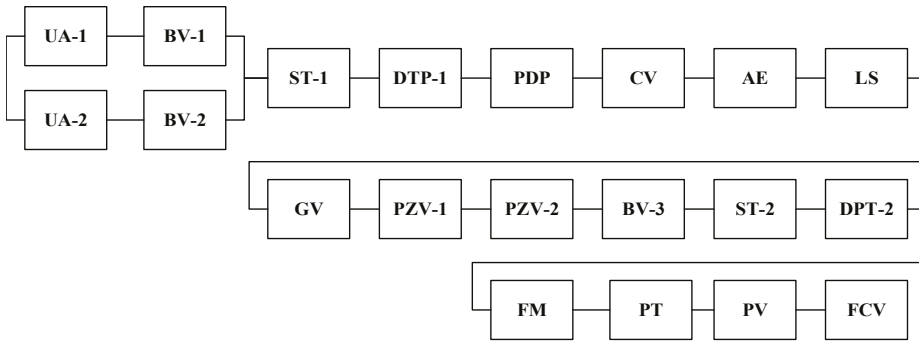 UA-1 BV-1
ST-1 DTP-1 PDP CV AE LS
UA-2 BV-2
GV PZV-1 PZV-2 BV-3 ST-2 DPT-2
FM PT PV FCV